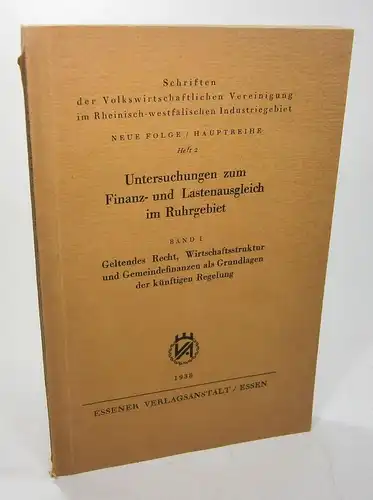 Schriften
der Volkswirtschaftlichen Vereinigung
im Rheinisch-westfälischen Industriegebiet
NEUE FOLGE / HAUPTREIHE
Heft 2
Untersuchungen zum
Finanz- und Lastenausgleich
im Ruhrgebiet
BAND I
Geltendes Recht, Wirtschaftsstruktur
und Gemeindefinanzen als Grundlagen
der künftigen Regelung
1938
ESSENER VERLAGSANSTALT / ESSEN